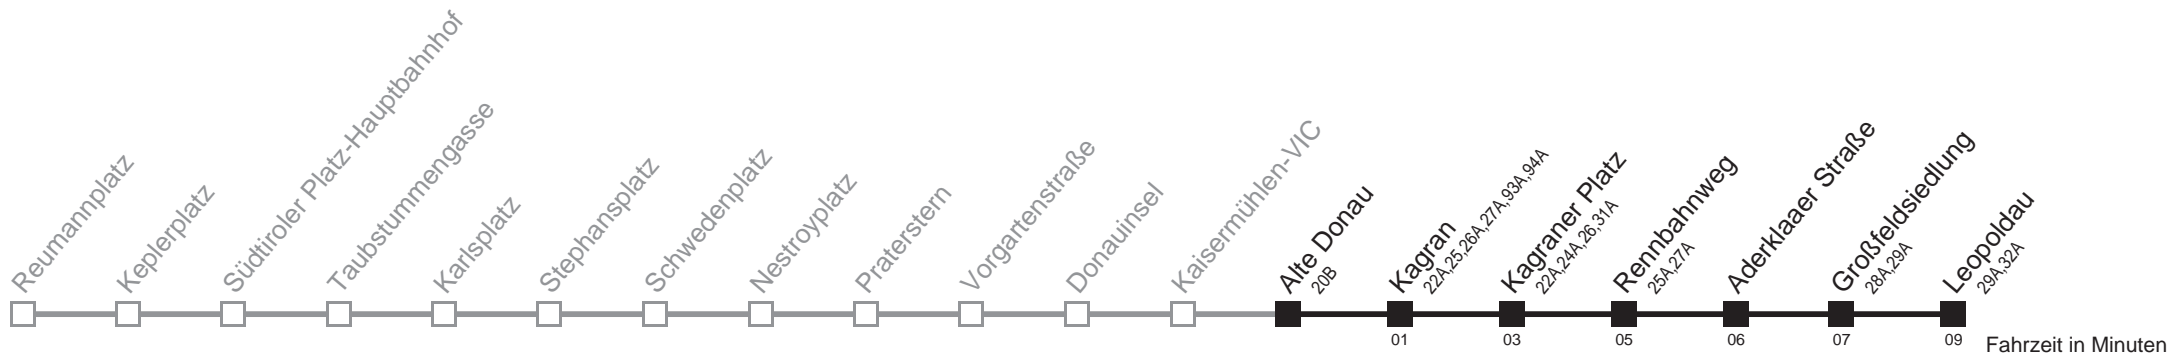 Reumannplatz
Keplerplatz
Südtiroler Platz-Hauptbahnhof
Taubstummengasse
Karlsplatz
Stephansplatz
Schwedenplatz
Nestroyplatz
Praterstern
Vorgartenstraße
Donauinsel
Kaisermühlen-VIC
Alte Donau
20B
Kagran
22A,25,26A,27A,93A,94A
Kagraner Platz
22A,24A,26,31A
Rennbahnweg
25A,27A
Aderklaaer Straße
Großfeldsiedlung
28A,29A
Leopoldau
29A,32A
01 03 05 06 07 09 Fahrzeit in Minuten